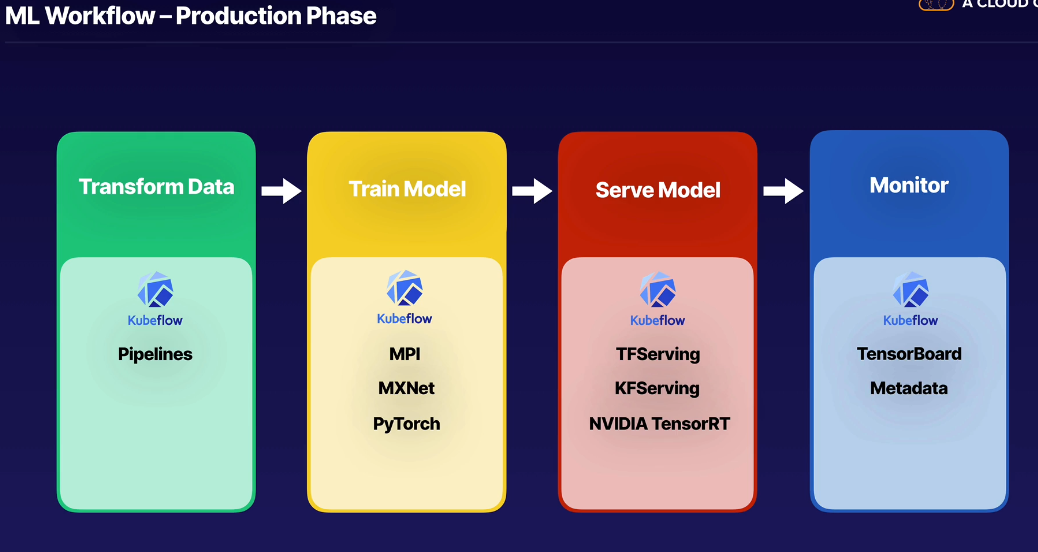 ML Workflow – Production Phase
A CLOUD
Transform Data
Kubeflow
Pipelines
Train Model
Kubeflow
MPI
MXNet
PyTorch
Serve Model
Kubeflow
TFServing
KFServing
NVIDIA TensorRT
Monitor
Kubeflow
TensorBoard
Metadata